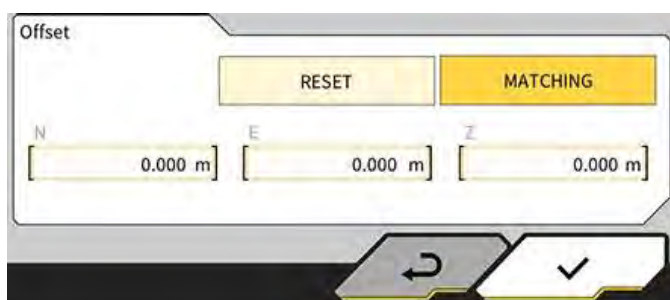 Offset
RESET MATCHING
N E Z
0.000 m 0.000 m 0.000 m